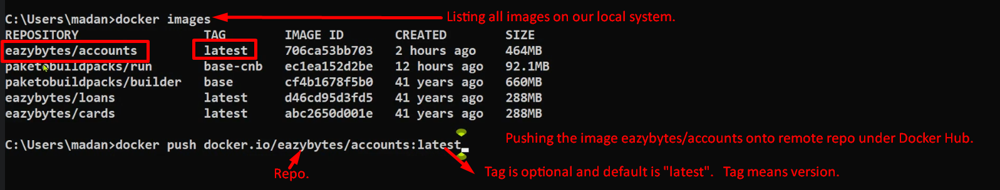 C:\Users\madan>docker images Listing all images on our local system.
REPOSITORY TAG IMAGE ID CREATED SIZE
eazybytes/accounts latest 706ca53bb703 2 hours ago 464MB
paketobuildpacks/run base-cnb ec1ea152d2be 12 hours ago 92.1MB
paketobuildpacks/builder base cf4b1678f5b0 41 years ago 660MB
eazybytes/loans latest d46cd95d3fd5 41 years ago 288MB
eazybytes/cards latest abc2650d001e 41 years ago 288MB
Pushing the image eazybytes/accounts onto remote repo under Docker Hub.
C:\Users\madan>docker push docker.io/eazybytes/accounts:latest
Repo. Tag is optional and default is "latest". Tag means version.